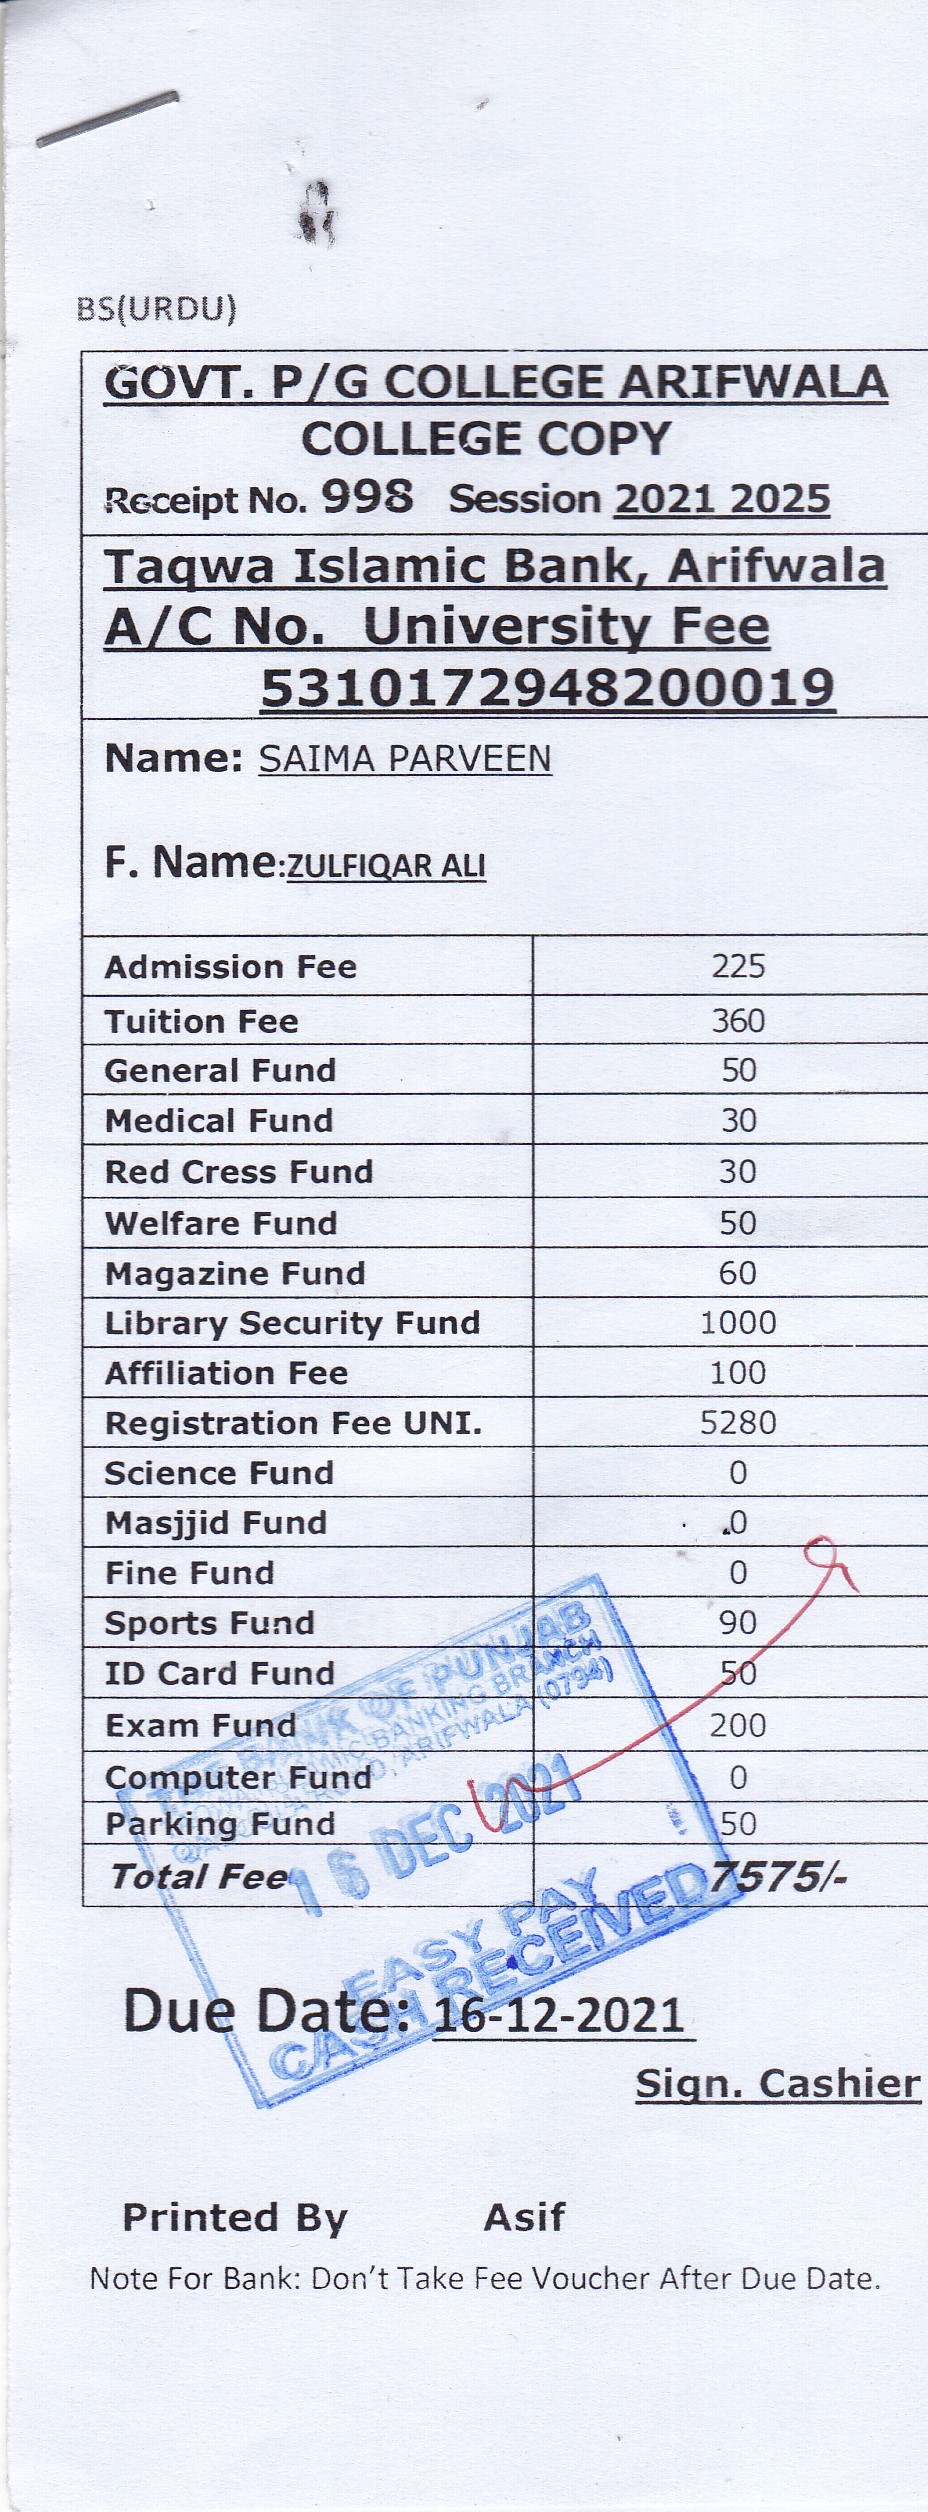 BS(URDU)
GOVT. P/G COLLEGE ARIFWALA
COLLEGE COPY
Receipt No. 998 Session 2021 2025
Taqwa Islamic Bank, Arifwala
A/C No. University Fee
5310172948200019
Name: SAIMA PARVEEN
F. Name:ZULFIQAR ALI
Admission Fee 225
Tuition Fee 360
General Fund 50
Medical Fund 30
Red Cress Fund 30
Welfare Fund 50
Magazine Fund 60
Library Security Fund 1000
Affiliation Fee 100
Registration Fee UNI. 5280
Science Fund 0
Masjjid Fund 0
Fine Fund 0
Sports Fund 90
ID Card Fund 50
Exam Fund 200
Computer Fund 0
Parking Fund 50
Total Fee 7575/-
THE BANK OF PUNJAB
BANKING BRANCH
ROAD, ARIFWALA (0794)
16 DEC 2021
EASY PAY
CASH RECEIVED
Due Date: 16-12-2021
Sign. Cashier
Printed By Asif
Note For Bank: Don't Take Fee Voucher After Due Date.